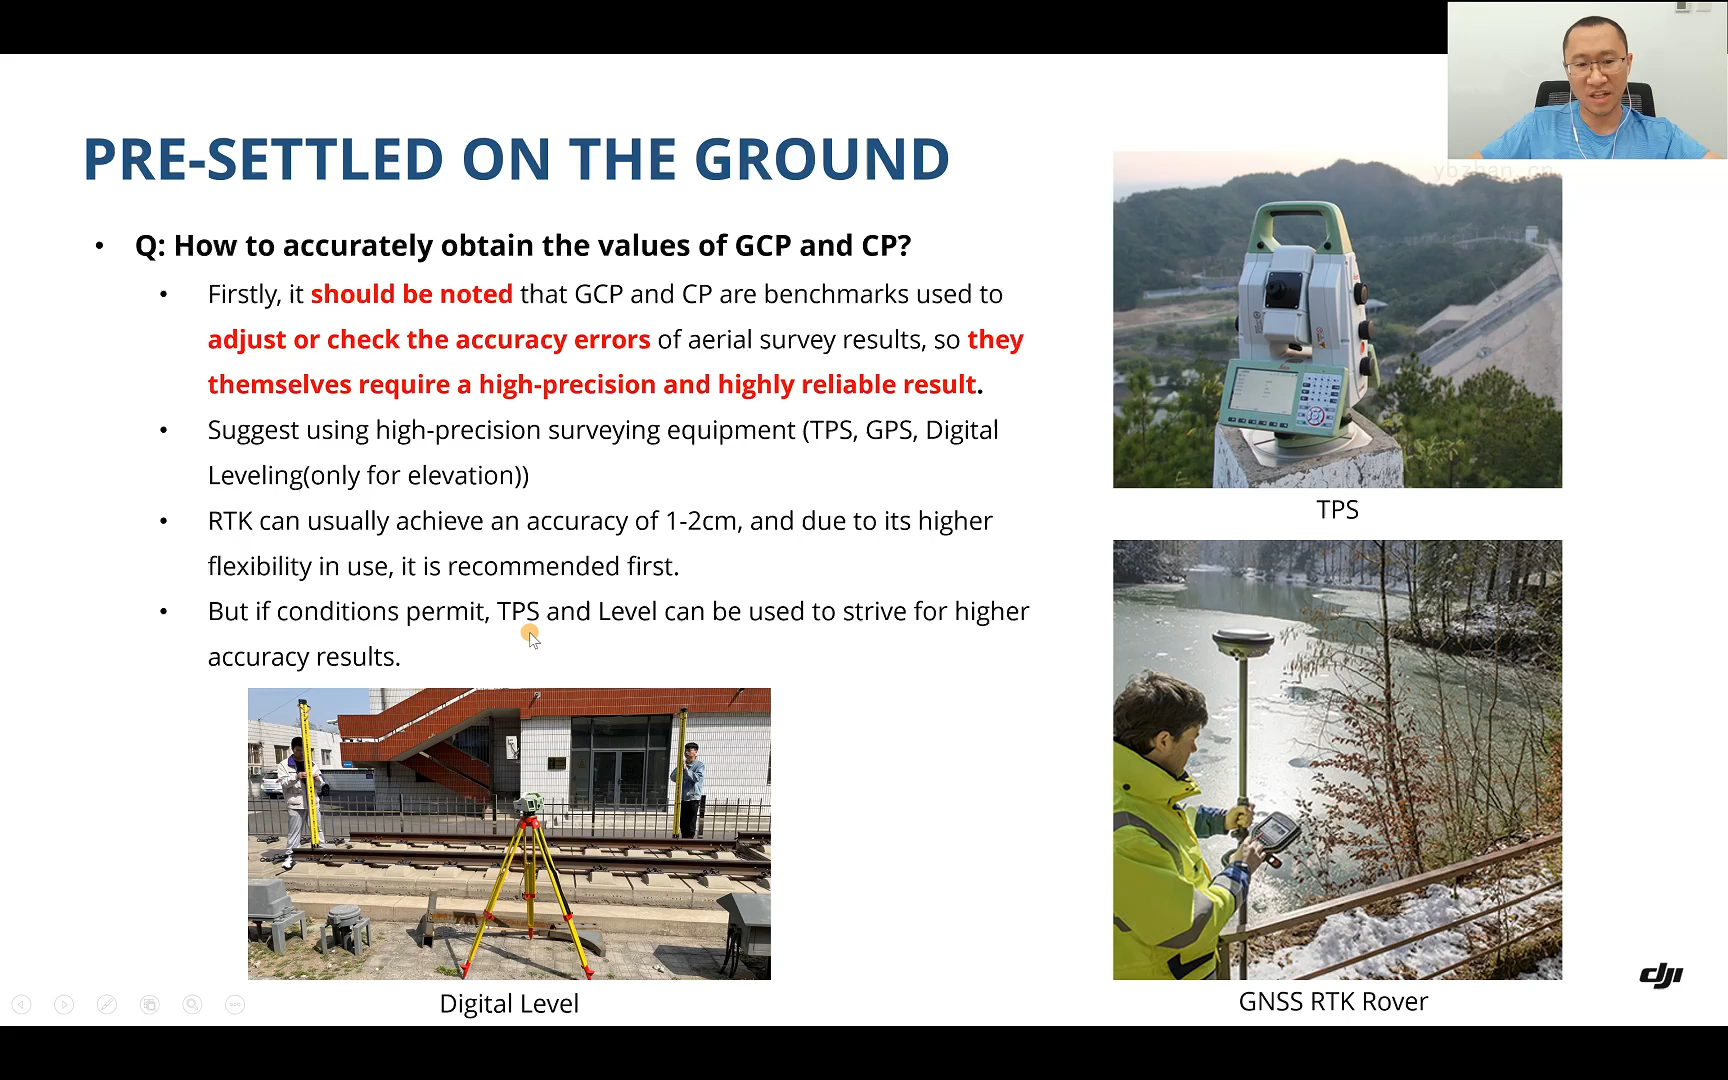 PRE-SETTLED ON THE GROUND
• Q: How to accurately obtain the values of GCP and CP?
• Firstly, it should be noted that GCP and CP are benchmarks used to
adjust or check the accuracy errors of aerial survey results, so they
themselves require a high-precision and highly reliable result.
• Suggest using high-precision surveying equipment (TPS, GPS, Digital
Leveling(only for elevation))
• RTK can usually achieve an accuracy of 1-2cm, and due to its higher
flexibility in use, it is recommended first.
• But if conditions permit, TPS and Level can be used to strive for higher
accuracy results.
ybzhan.cn
TPS
Digital Level
GNSS RTK Rover
dji